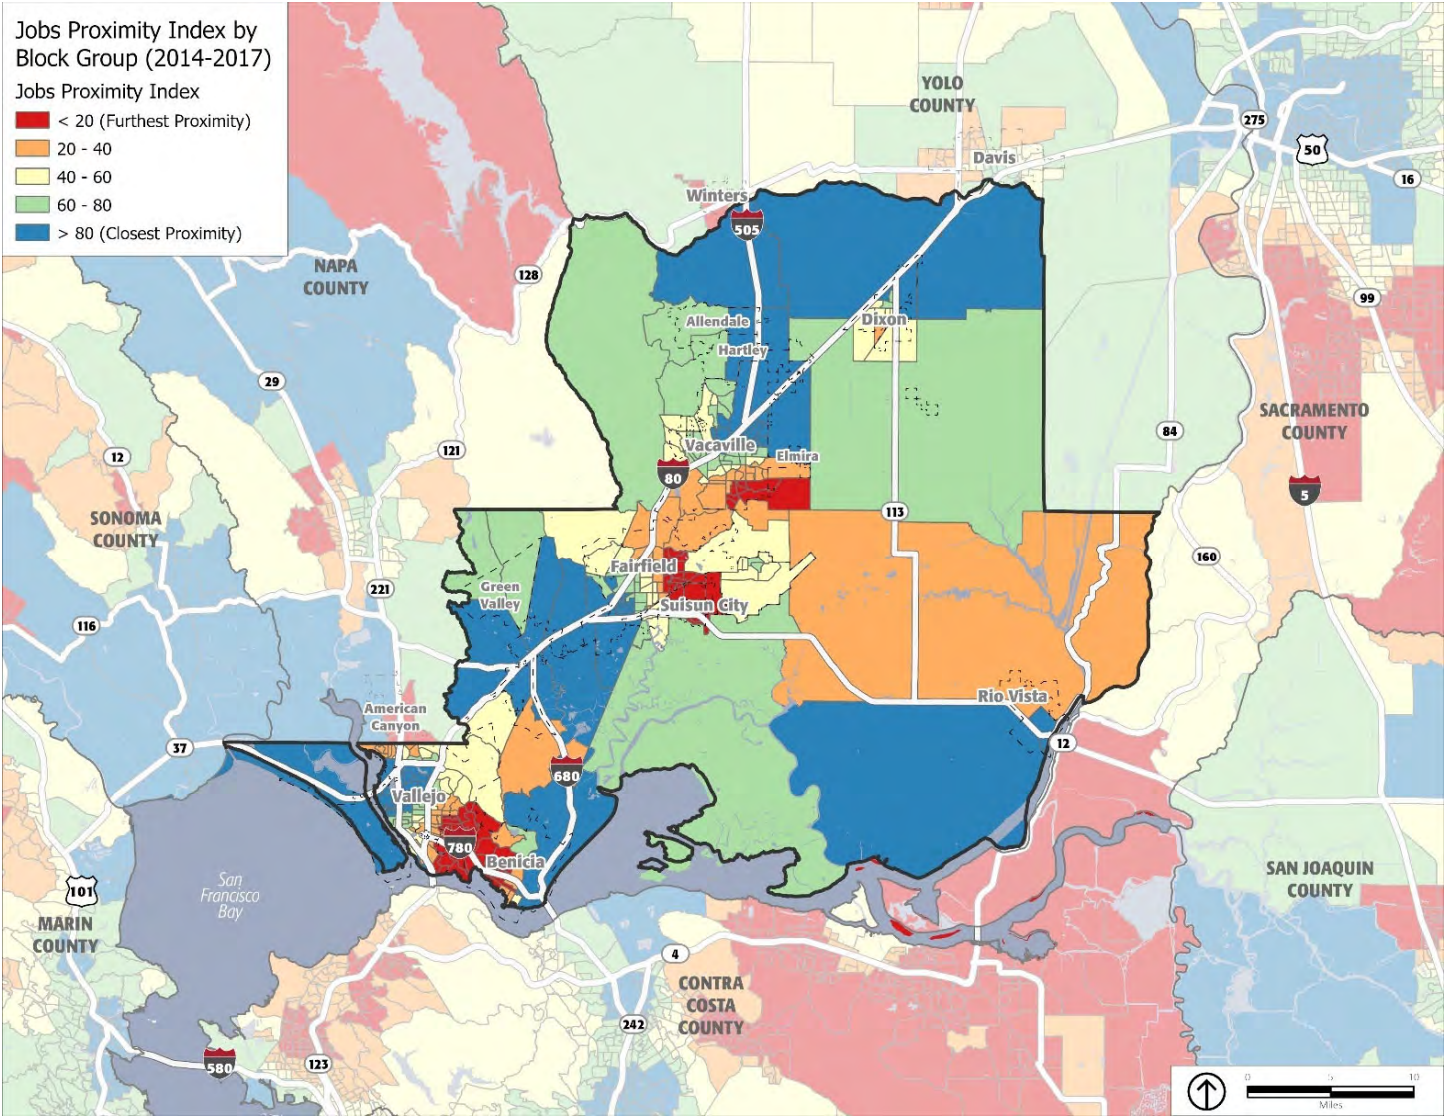 Jobs Proximity Index by
Block Group (2014-2017)
Jobs Proximity Index
< 20 (Furthest Proximity)
20 - 40
40 - 60
60 - 80
> 80 (Closest Proximity)
YOLO
COUNTY
275
50
16
Davis
Winters
505
NAPA
COUNTY
128
99
Allendale
Dixon
Hartley
29
SACRAMENTO
COUNTY
84
121
12
Vacaville
Elmira
80
5
SONOMA
COUNTY
113
160
Fairfield
221
Green
Valley
Suisun City
116
Rio Vista
American
Canyon
37
12
680
Vallejo
780
Benicia
San
Francisco
Bay
101
SAN JOAQUIN
COUNTY
MARIN
COUNTY
4
CONTRA
COSTA
COUNTY
242
580
123
0
5
10
Miles